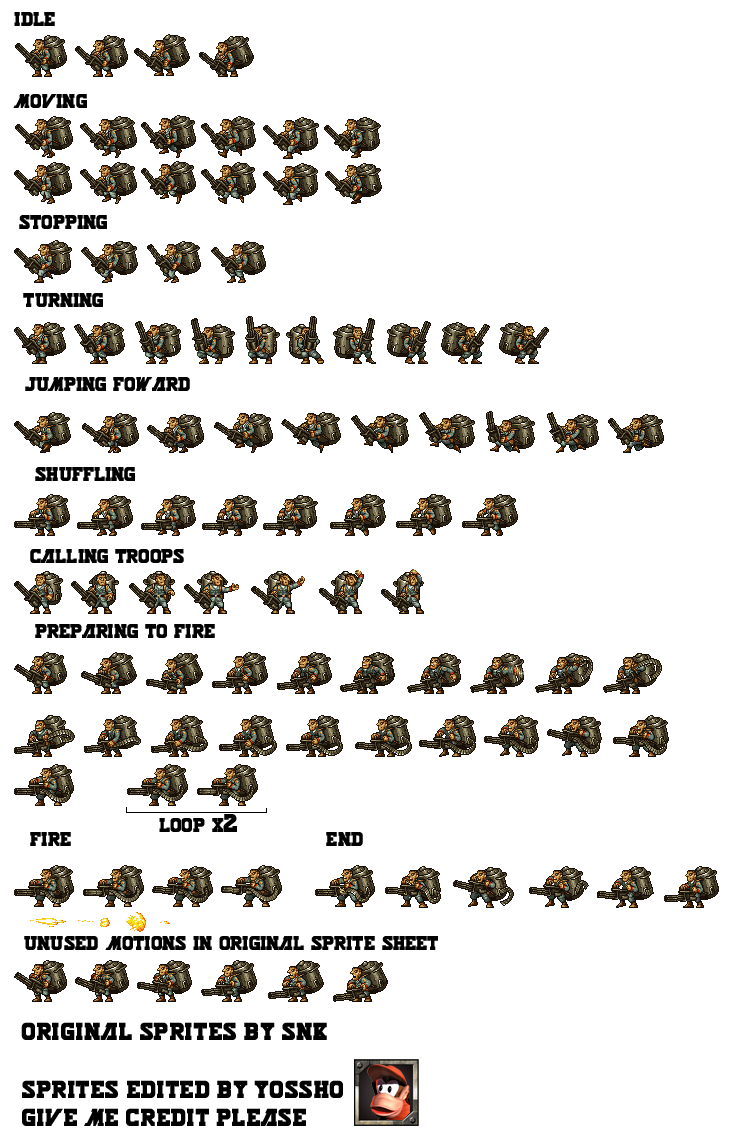 IDLE
MOVING
STOPPING
TURNING
JUMPING FOWARD
SHUFFLING
CALLING TROOPS
PREPARING TO FIRE
LOOP X2
FIRE
END
UNUSED MOTIONS IN ORIGINAL SPRITE SHEET
ORIGINAL SPRITES BY SNK
SPRITES EDITED BY YOSSHO
GIVE ME CREDIT PLEASE